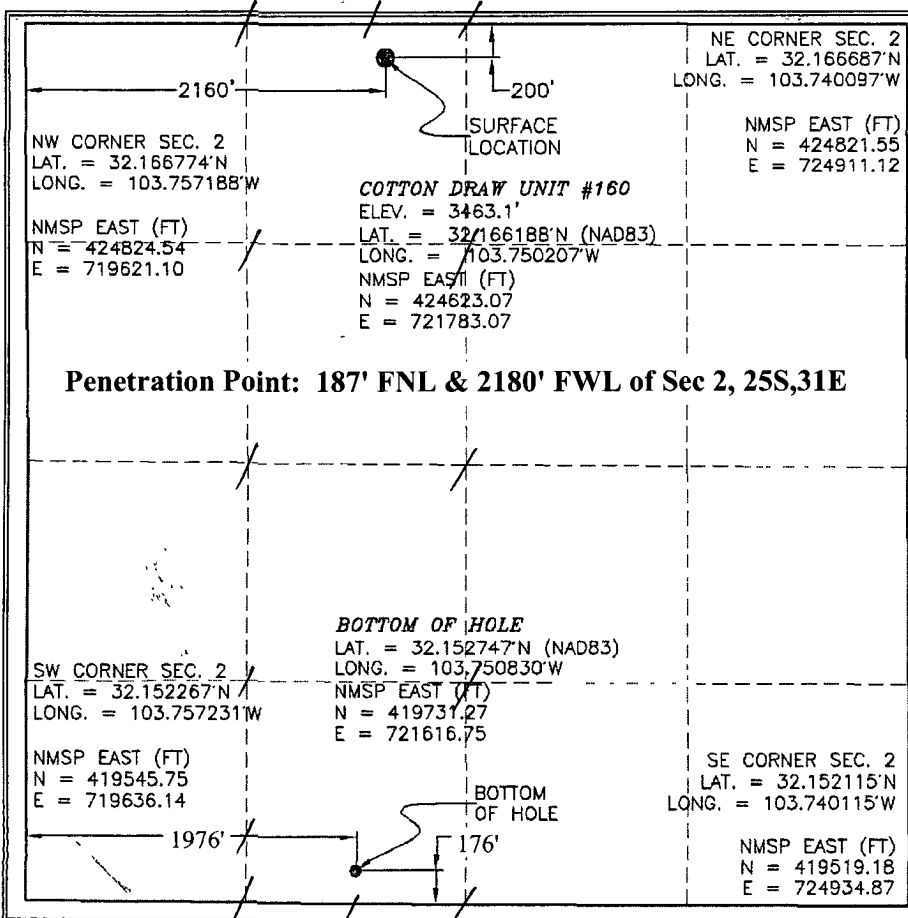 2160'
200'
SURFACE
LOCATION
NE CORNER SEC. 2
LAT. = 32.166687'N
LONG. = 103.740097'W
NMSP EAST (FT)
N = 424821.55
E = 724911.12
NW CORNER SEC. 2
LAT. = 32.166774'N
LONG. = 103.757188'W
NMSP EAST (FT)
N = 424824.54
E = 719621.10
COTTON DRAW UNIT #160
ELEV. = 3463.1'
LAT. = 32.166188'N (NAD83)
LONG. = 103.750207'W
NMSP EAST (FT)
N = 424623.07
E = 721783.07
Penetration Point: 187' FNL & 2180' FWL of Sec 2, 25S,31E
BOTTOM OF HOLE
LAT. = 32.152747'N (NAD83)
LONG. = 103.750830'W
NMSP EAST (FT)
N = 419731.27
E = 721616.75
SW CORNER SEC. 2
LAT. = 32.152267'N
LONG. = 103.757231'W
NMSP EAST (FT)
N = 419545.75
E = 719636.14
SE CORNER SEC. 2
LAT. = 32.152115'N
LONG. = 103.740115'W
NMSP EAST (FT)
N = 419519.18
E = 724934.87
BOTTOM
OF HOLE
1976'
176'